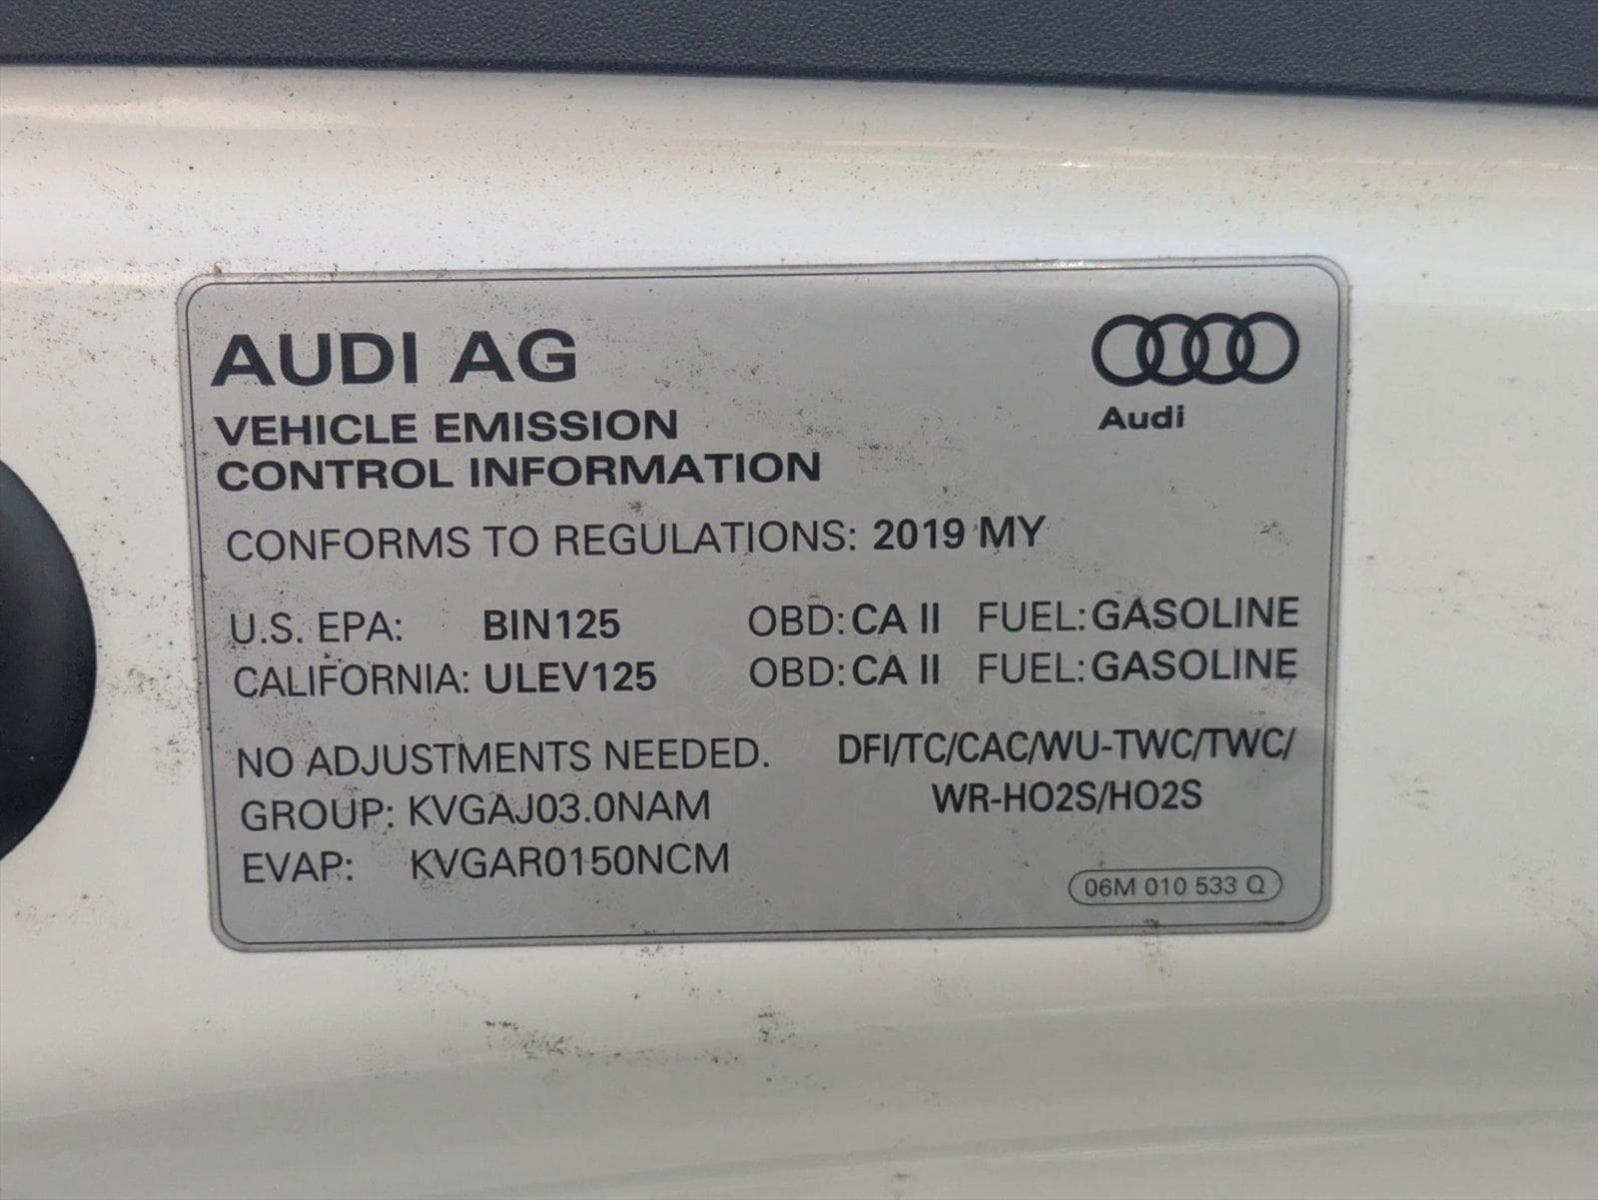 AUDI AG
Audi
VEHICLE EMISSION
CONTROL INFORMATION
CONFORMS TO REGULATIONS: 2019 MY
U.S. EPA: BIN125 OBD: CA II FUEL: GASOLINE
CALIFORNIA: ULEV125 OBD: CA II FUEL: GASOLINE
NO ADJUSTMENTS NEEDED. DFI/TC/CAC/WU-TWC/TWC/
GROUP: KVGAJ03.0NAM WR-HO2S/HO2S
EVAP: KVGAR0150NCM
06M 010 533 Q